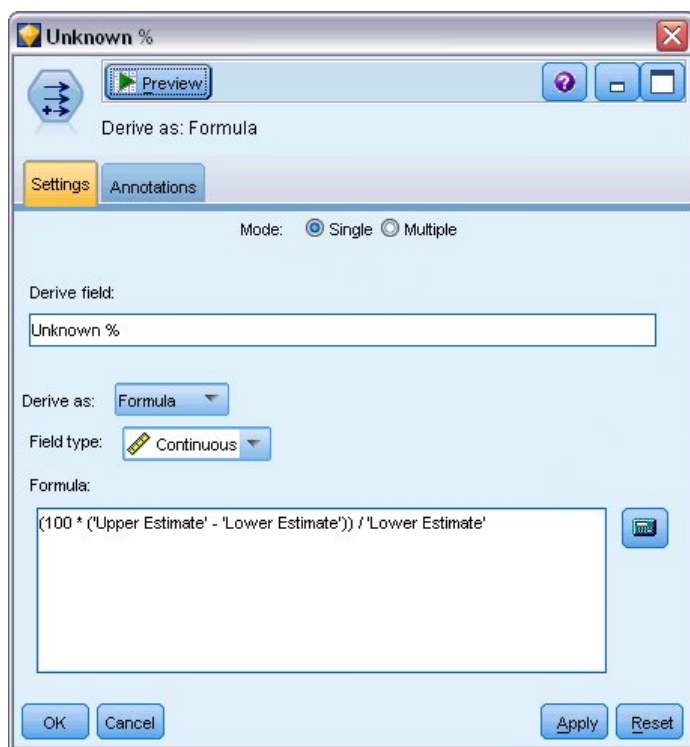 Unknown %
Preview
Derive as: Formula
Settings Annotations
Mode: Single Multiple
Derive field:
Unknown %
Derive as: Formula
Field type: Continuous
Formula:
(100 * ('Upper Estimate' - 'Lower Estimate')) / 'Lower Estimate'
OK Cancel Apply Reset